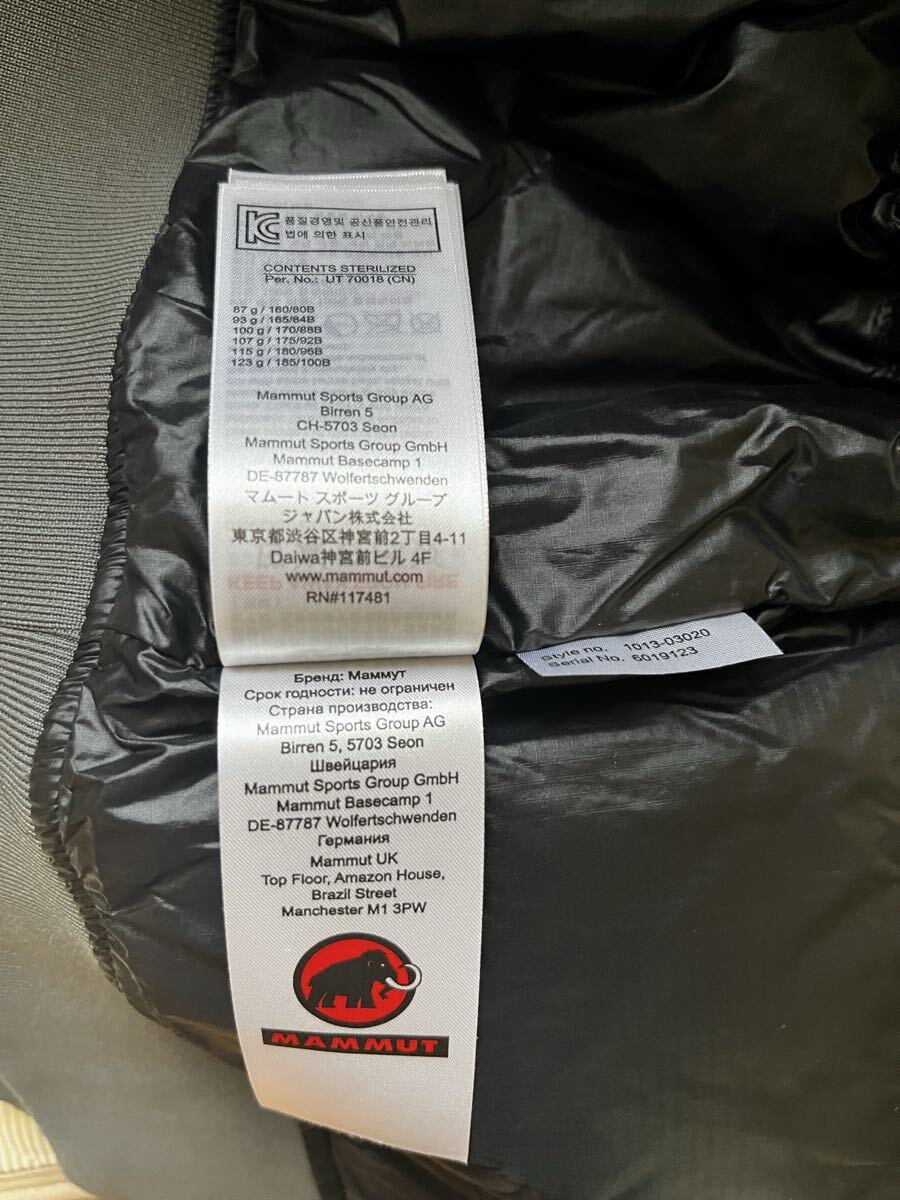 품질경영및 공산품안전관리
법에 의한 표시
CONTENTS STERILIZED
Per. No.: UT 70018 (CN)
87 g / 160/80B
93 g / 165/84B
100 g / 170/88B
107 g / 175/92B
115 g / 180/96B
123 g / 185/100B
Mammut Sports Group AG
Birren 5
CH-5703 Seon
Mammut Sports Group GmbH
Mammut Basecamp 1
DE-87787 Wolfertschwenden
マムート スポーツ グループ
ジャパン株式会社
東京都渋谷区神宮前2丁目4-11
Daiwa神宮前ビル 4F
www.mammut.com
RN#117481
Style no. 1013-03020
Serial No. 6019123
Бренд: Маммут
Срок годности: не ограничен
Страна производства:
Mammut Sports Group AG
Birren 5, 5703 Seon
Швейцария
Mammut Sports Group GmbH
Mammut Basecamp 1
DE-87787 Wolfertschwenden
Германия
Mammut UK
Top Floor, Amazon House,
Brazil Street
Manchester M1 3PW
MAMMUT